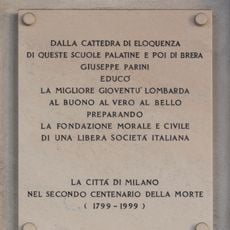 DALLA CATTEDRA DI ELOQUENZA
DI QUESTE SCUOLE PALATINE E POI DI BRERA
GIUSEPPE PARINI
EDUCÒ
LA MIGLIORE GIOVENTU' LOMBARDA
AL BUONO AL VERO AL BELLO
PREPARANDO
LA FONDAZIONE MORALE E CIVILE
DI UNA LIBERA SOCIETÀ ITALIANA
LA CITTÀ DI MILANO
NEL SECONDO CENTENARIO DELLA MORTE
( 1799 - 1999 )